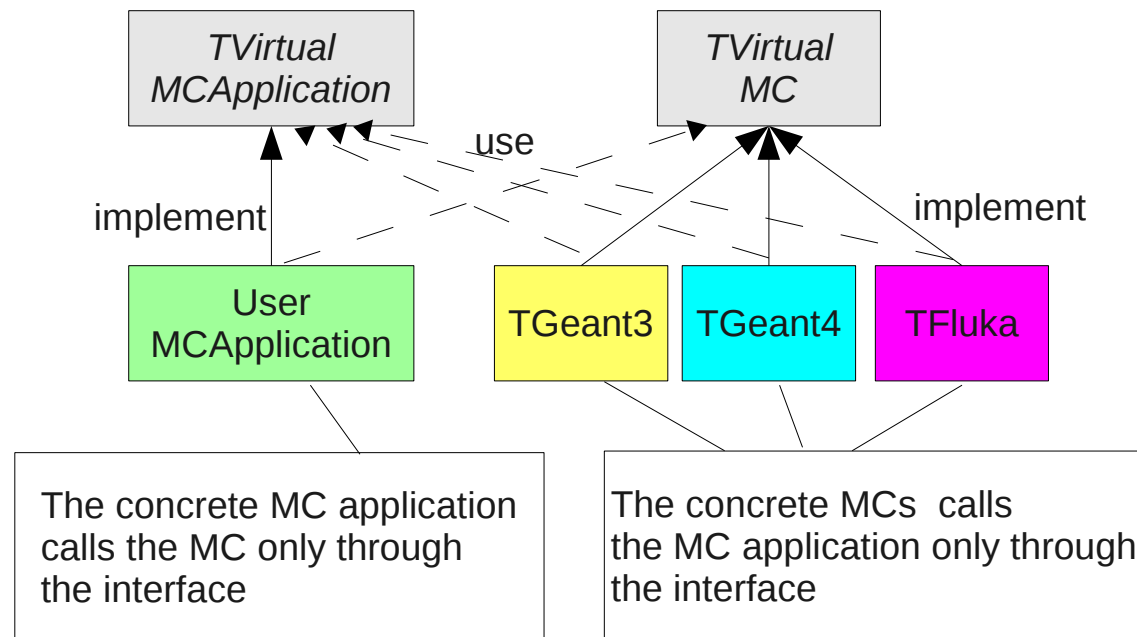 TVirtual
MCApplication
TVirtual
MC
use
implement
implement
User
MCApplication
TGeant3
TGeant4
TFluka
The concrete MC application
calls the MC only through
the interface
The concrete MCs  calls
the MC application only through
the interface